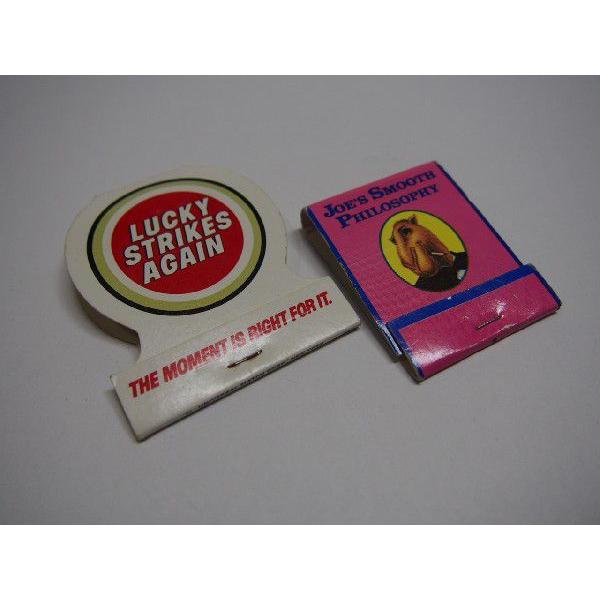 LUCKY
STRIKES
AGAIN
THE MOMENT IS RIGHT FOR IT.
JOE'S SMOOTH
PHILOSOPHY